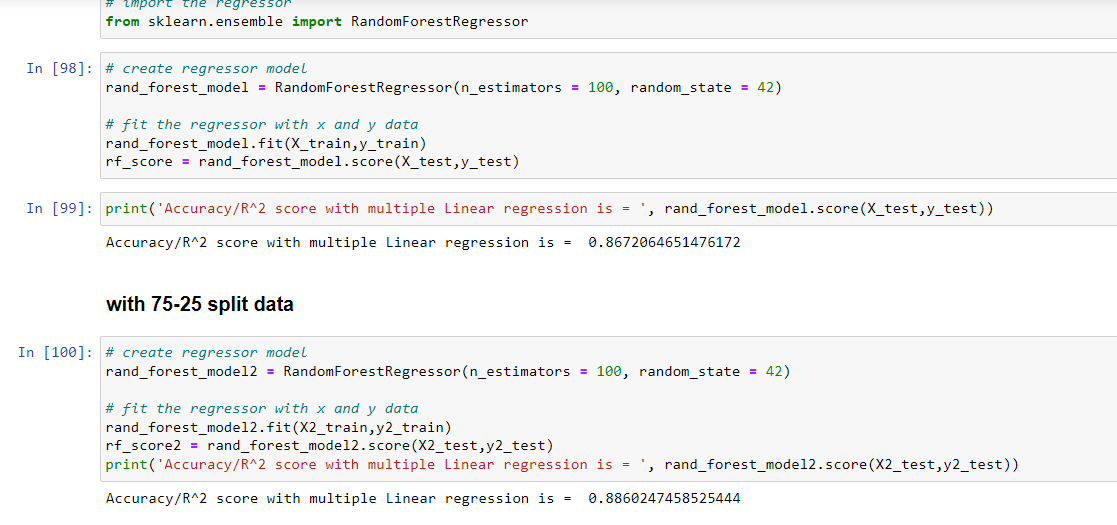 # import the regressor
from sklearn.ensemble import RandomForestRegressor
In [98]: # create regressor model
rand_forest_model = RandomForestRegressor(n_estimators = 100, random_state = 42)
# fit the regressor with x and y data
rand_forest_model.fit(X_train,y_train)
rf_score = rand_forest_model.score(X_test,y_test)
In [99]: print('Accuracy/R^2 score with multiple Linear regression is = ', rand_forest_model.score(X_test,y_test))
Accuracy/R^2 score with multiple Linear regression is =  0.8672064651476172
with 75-25 split data
In [100]: # create regressor model
rand_forest_model2 = RandomForestRegressor(n_estimators = 100, random_state = 42)
# fit the regressor with x and y data
rand_forest_model2.fit(X2_train,y2_train)
rf_score2 = rand_forest_model2.score(X2_test,y2_test)
print('Accuracy/R^2 score with multiple Linear regression is = ', rand_forest_model2.score(X2_test,y2_test))
Accuracy/R^2 score with multiple Linear regression is =  0.8860247458525444